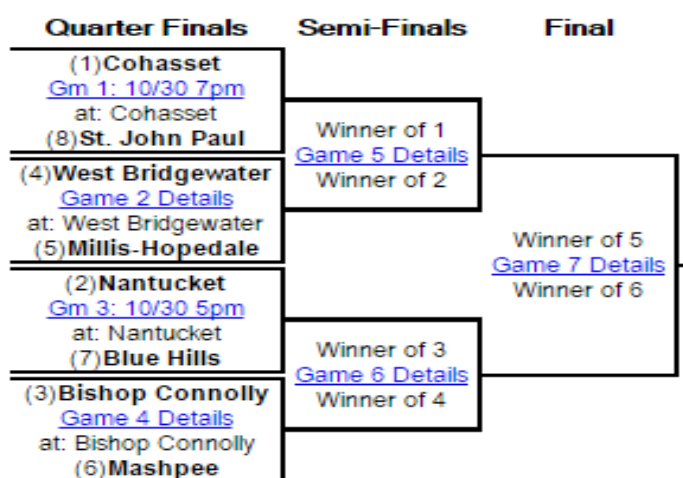 Quarter Finals Semi-Finals Final
(1)Cohasset
Gm 1: 10/30 7pm
at: Cohasset
(8)St. John Paul
(4)West Bridgewater
Game 2 Details
at: West Bridgewater
(5)Millis-Hopedale
(2)Nantucket
Gm 3: 10/30 5pm
at: Nantucket
(7)Blue Hills
(3)Bishop Connolly
Game 4 Details
at: Bishop Connolly
(6)Mashpee
Winner of 1
Game 5 Details
Winner of 2
Winner of 3
Game 6 Details
Winner of 4
Winner of 5
Game 7 Details
Winner of 6